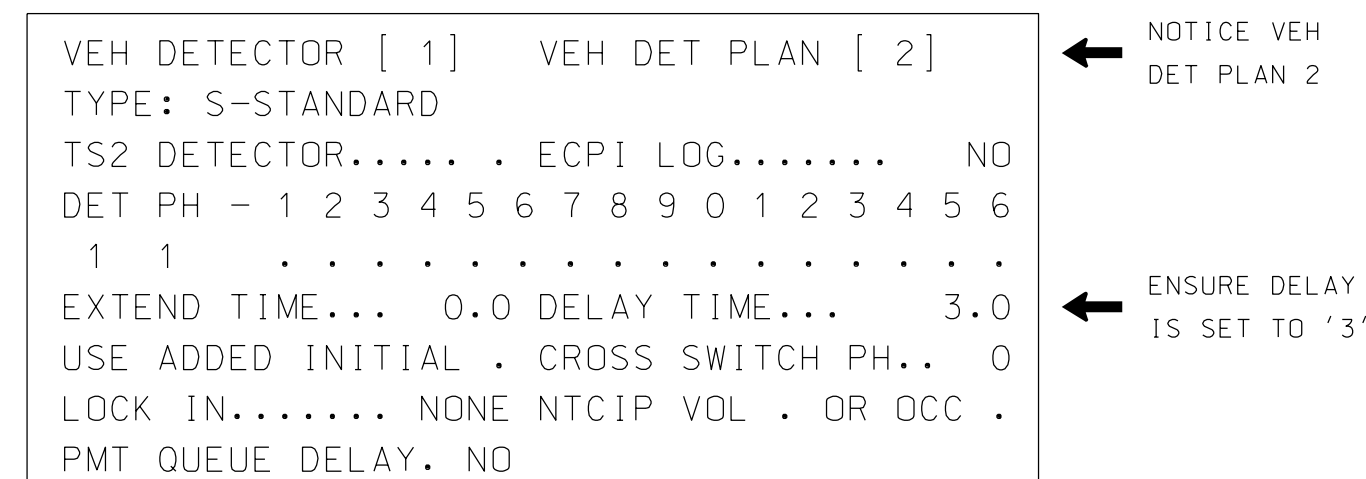 VEH DETECTOR [ 1] VEH DET PLAN [ 2]
NOTICE VEH
DET PLAN 2
TYPE: S-STANDARD
TS2 DETECTOR..... . ECPI LOG....... NO
DET PH - 1 2 3 4 5 6 7 8 9 0 1 2 3 4 5 6
1 1 . . . . . . . . . . . . . . . .
EXTEND TIME... 0.0 DELAY TIME... 3.0
ENSURE DELAY
IS SET TO '3'
USE ADDED INITIAL . CROSS SWITCH PH.. 0
LOCK IN....... NONE NTCIP VOL . OR OCC .
PMT QUEUE DELAY. NO